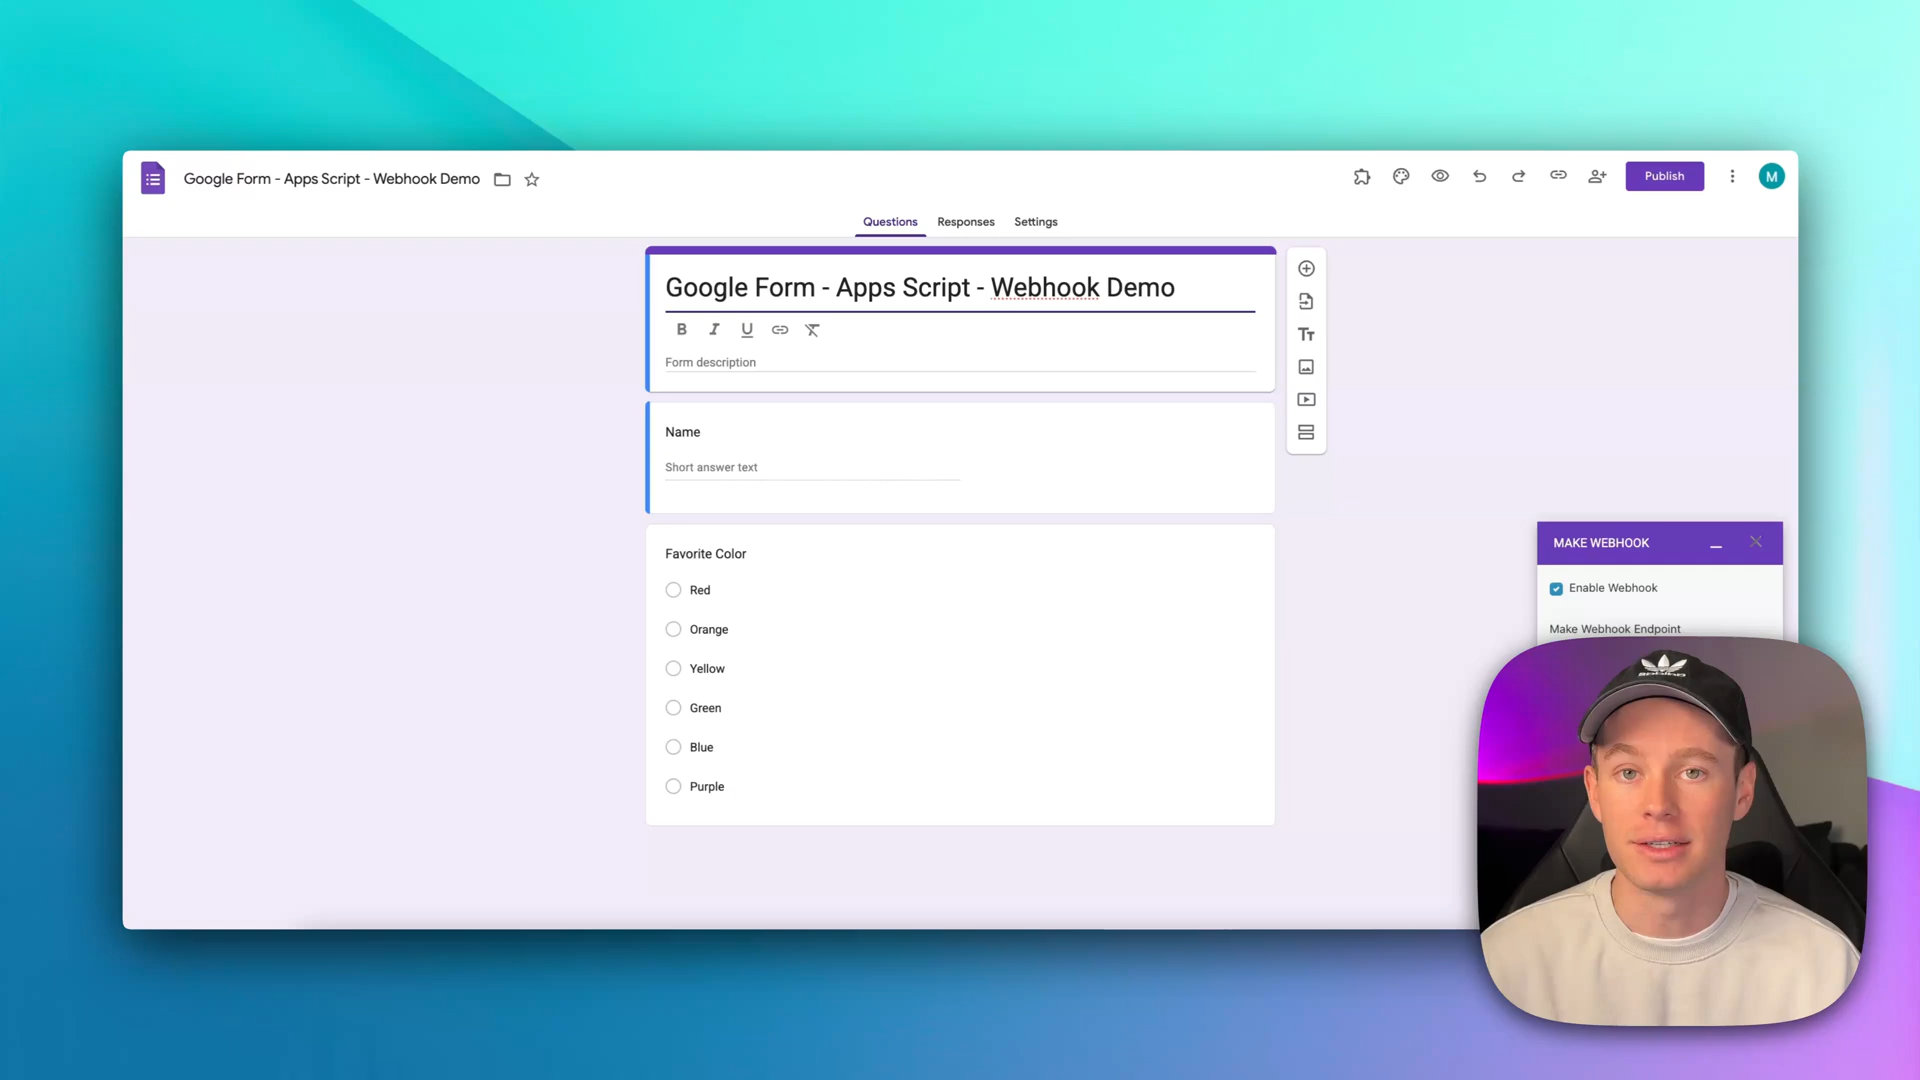 Google Form - Apps Script - Webhook Demo
Publish
M
Questions Responses Settings
Google Form - Apps Script - Webhook Demo
B I U
Form description
Name
Short answer text
Favorite Color
Red
Orange
Yellow
Green
Blue
Purple
MAKE WEBHOOK
Enable Webhook
Make Webhook Endpoint